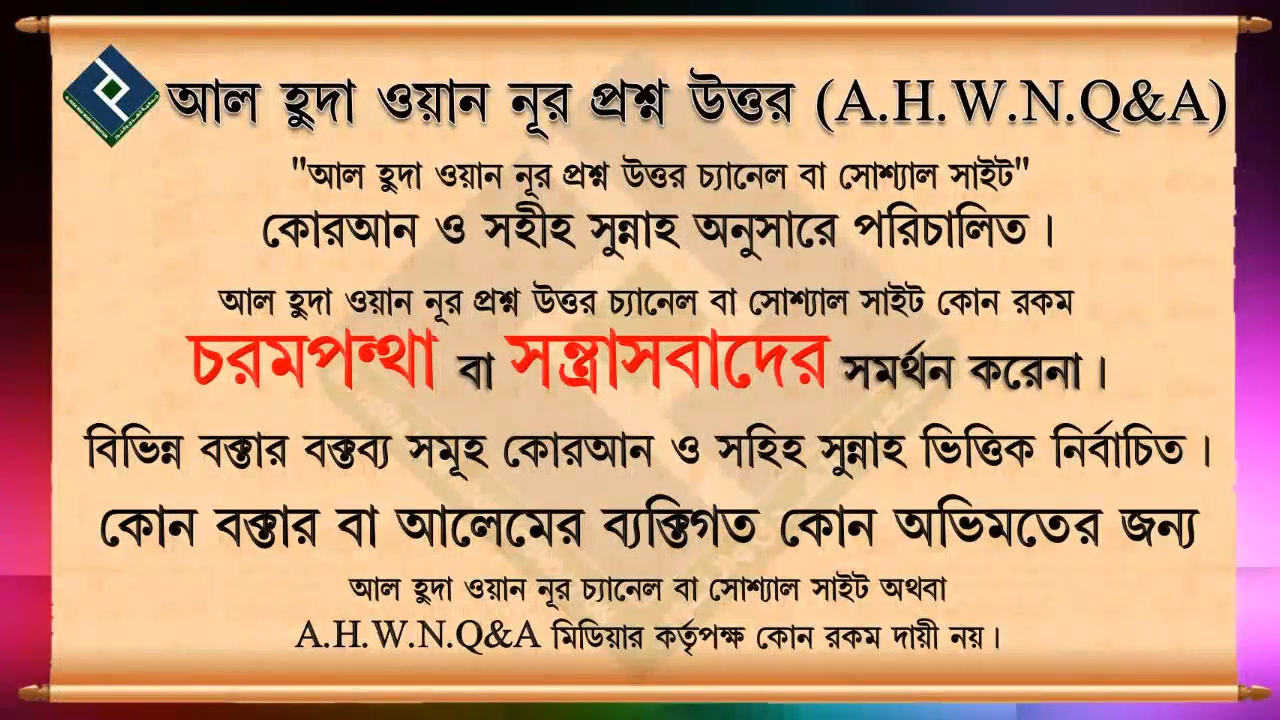 আল হুদা ওয়ান নূর প্রশ্ন উত্তর (A.H.W.N.Q&A)
"আল হুদা ওয়ান নূর প্রশ্ন উত্তর চ্যানেল বা সোশ্যাল সাইট"
কোরআন ও সহীহ সুন্নাহ অনুসারে পরিচালিত।
আল হুদা ওয়ান নূর প্রশ্ন উত্তর চ্যানেল বা সোশ্যাল সাইট কোন রকম
চরমপন্থা বা সন্ত্রাসবাদের সমর্থন করেনা।
বিভিন্ন বক্তার বক্তব্য সমূহ কোরআন ও সহিহ সুন্নাহ ভিত্তিক নির্বাচিত।
কোন বক্তার বা আলেমের ব্যক্তিগত কোন অভিমতের জন্য
আল হুদা ওয়ান নূর চ্যানেল বা সোশ্যাল সাইট অথবা
A.H.W.N.Q&A মিডিয়ার কর্তৃপক্ষ কোন রকম দায়ী নয়।